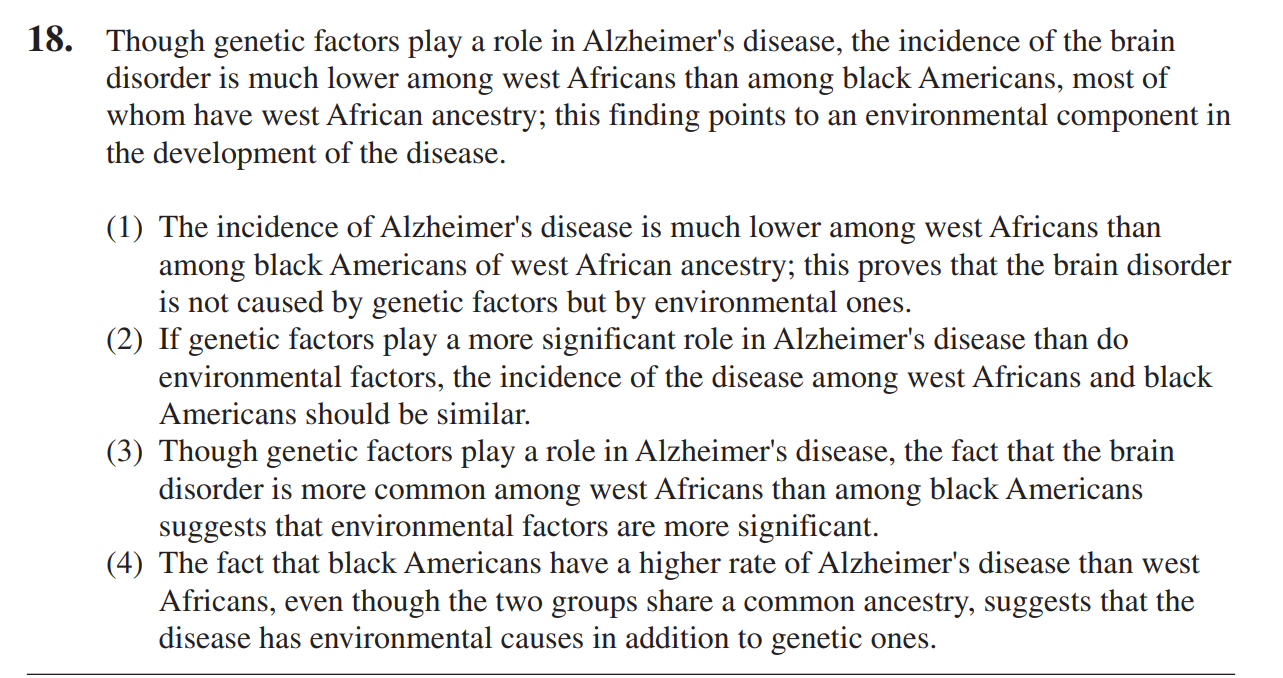 18. Though genetic factors play a role in Alzheimer's disease, the incidence of the brain
disorder is much lower among west Africans than among black Americans, most of
whom have west African ancestry; this finding points to an environmental component in
the development of the disease.
(1) The incidence of Alzheimer's disease is much lower among west Africans than
among black Americans of west African ancestry; this proves that the brain disorder
is not caused by genetic factors but by environmental ones.
(2) If genetic factors play a more significant role in Alzheimer's disease than do
environmental factors, the incidence of the disease among west Africans and black
Americans should be similar.
(3) Though genetic factors play a role in Alzheimer's disease, the fact that the brain
disorder is more common among west Africans than among black Americans
suggests that environmental factors are more significant.
(4) The fact that black Americans have a higher rate of Alzheimer's disease than west
Africans, even though the two groups share a common ancestry, suggests that the
disease has environmental causes in addition to genetic ones.